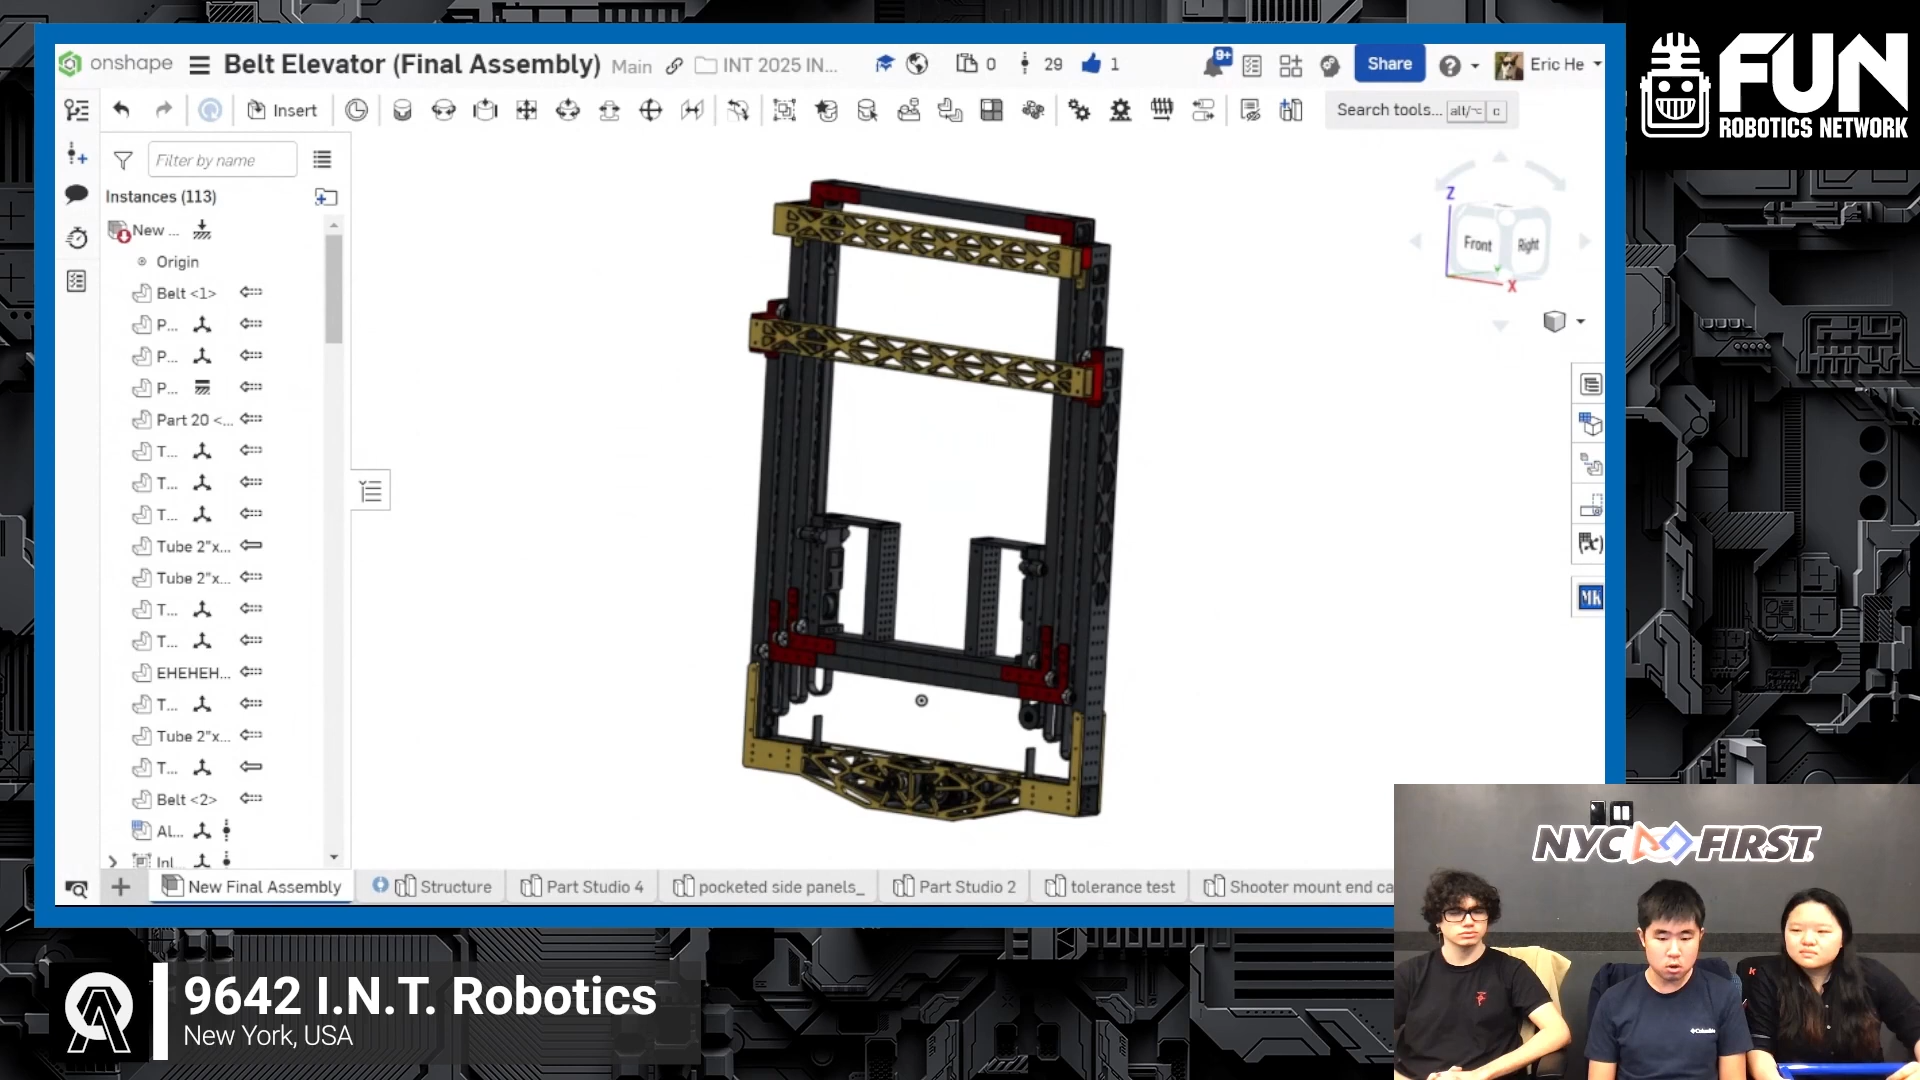 onshape
Belt Elevator (Final Assembly)
Main
INT 2025 IN...
0
29
1
9+
Share
Eric He
Insert
Search tools...
alt/⌥
c
Filter by name
Instances (113)
New ...
Origin
Belt <1>
P...
P...
P...
Part 20 <...
T...
T...
T...
Tube 2"x...
Tube 2"x...
T...
T...
EHEHEH...
T...
Tube 2"x...
T...
Belt <2>
AL...
Inl
Z
Front
Right
X
MK
New Final Assembly
Structure
Part Studio 4
pocketed side panels_
Part Studio 2
tolerance test
Shooter mount end ca
FUN
ROBOTICS NETWORK
NYC FIRST
Columbia
9642 I.N.T. Robotics
New York, USA